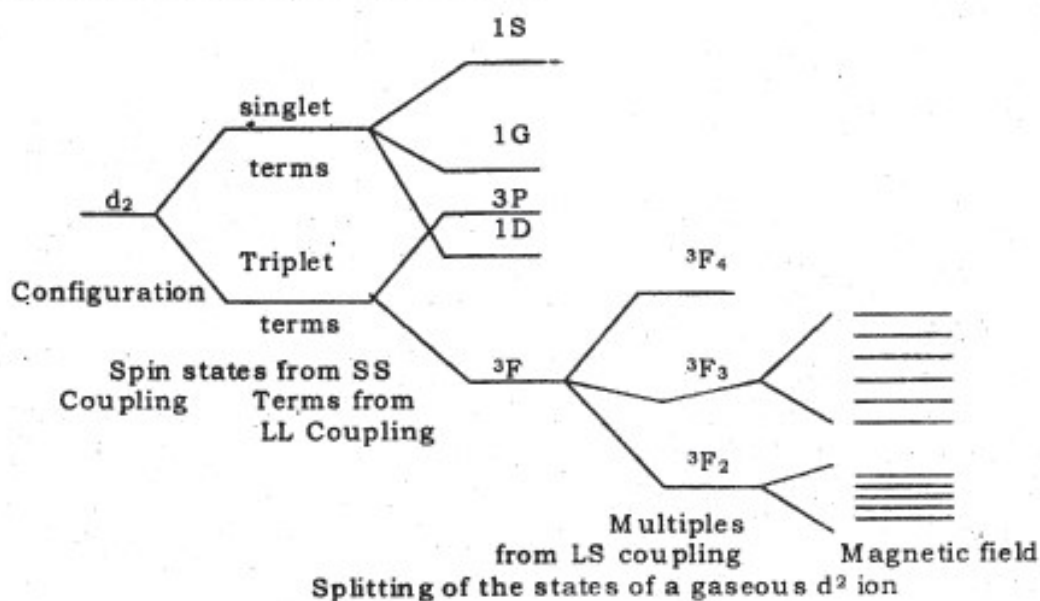 1S
singlet
1G
terms
d₂
3P
1D
Triplet
³F₄
Configuration
terms
³F
³F₃
Spin states from SS
Coupling Terms from
LL Coupling
³F₂
Multiples
from LS coupling
Magnetic field
Splitting of the states of a gaseous d² ion